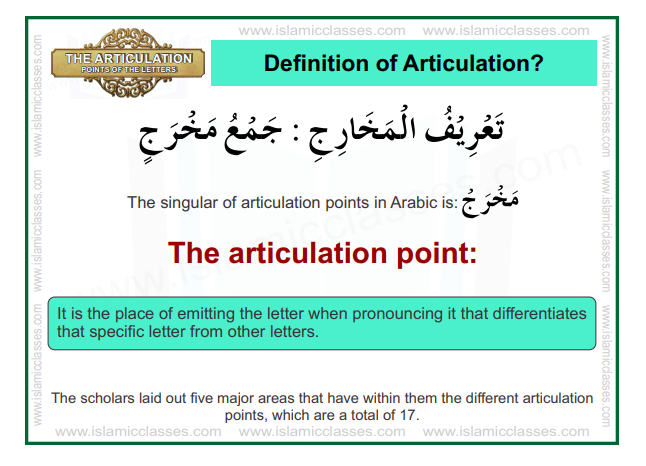 www.islamicclasses.com www.islamicclasses.com
THE ARTICULATION
POINTS OF THE LETTERS
Definition of Articulation?
تَعْرِيْفُ الْمَخَارِجِ : جَمْعُ مَخْرَجٍ
The singular of articulation points in Arabic is: مَخْرَجُ
The articulation point:
It is the place of emitting the letter when pronouncing it that differentiates
that specific letter from other letters.
The scholars laid out five major areas that have within them the different articulation
points, which are a total of 17.
www.islamicclasses.com www.islamicclasses.com www.islamicclasses.com
www.islamicclasses.com www.islamicclasses.com www.islamicclasses.com
www.islamicclasses.com www.islamicclasses.com www.islamicclasses.com
www.islamicclasses.com